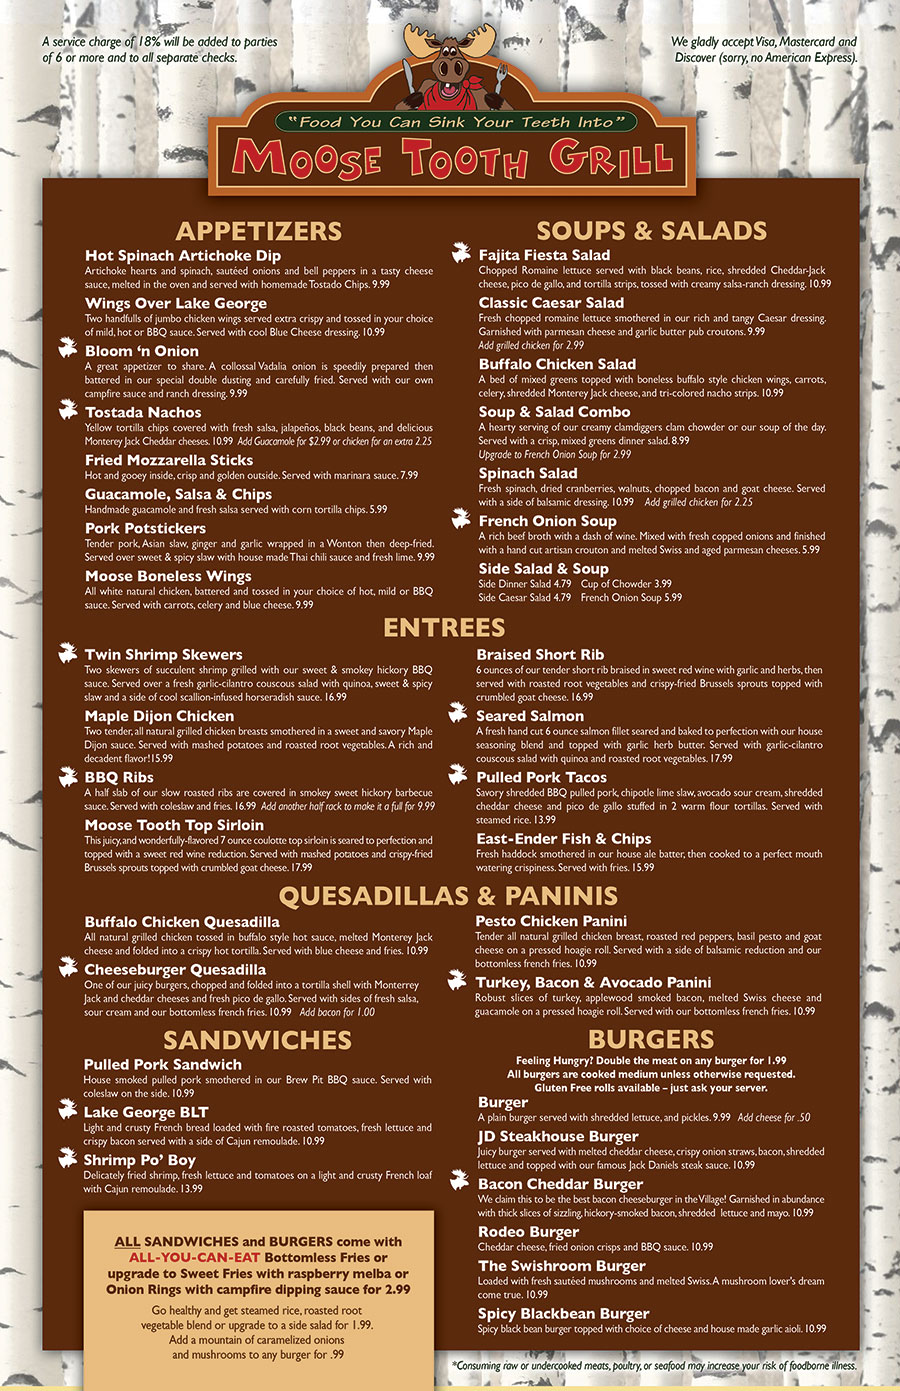 A service charge of 18% will be added to parties
of 6 or more and to all separate checks.
We gladly accept Visa, Mastercard and
Discover (sorry, no American Express).
"Food You Can Sink Your Teeth Into"
MOOSE TOOTH GRILL
APPETIZERS
Hot Spinach Artichoke Dip
Artichoke hearts and spinach, sautéed onions and bell peppers in a tasty cheese
sauce, melted in the oven and served with homemade Tostado Chips. 9.99
Wings Over Lake George
Two handfulls of jumbo chicken wings served extra crispy and tossed in your choice
of mild, hot or BBQ sauce. Served with cool Blue Cheese dressing. 10.99
Bloom 'n Onion
A great appetizer to share. A collossal Vadalia onion is speedily prepared then
battered in our special double dusting and carefully fried. Served with our own
campfire sauce and ranch dressing. 9.99
Tostada Nachos
Yellow tortilla chips covered with fresh salsa, jalapeños, black beans, and delicious
Monterey Jack Cheddar cheeses. 10.99 Add Guacamole for $2.99 or chicken for an extra 2.25
Fried Mozzarella Sticks
Hot and gooey inside, crisp and golden outside. Served with marinara sauce. 7.99
Guacamole, Salsa & Chips
Handmade guacamole and fresh salsa served with corn tortilla chips. 5.99
Pork Potstickers
Tender pork, Asian slaw, ginger and garlic wrapped in a Wonton then deep-fried.
Served over sweet & spicy slaw with house made Thai chili sauce and fresh lime. 9.99
Moose Boneless Wings
All white natural chicken, battered and tossed in your choice of hot, mild or BBQ
sauce. Served with carrots, celery and blue cheese. 9.99
SOUPS & SALADS
Fajita Fiesta Salad
Chopped Romaine lettuce served with black beans, rice, shredded Cheddar-Jack
cheese, pico de gallo, and tortilla strips, tossed with creamy salsa-ranch dressing. 10.99
Classic Caesar Salad
Fresh chopped romaine lettuce smothered in our rich and tangy Caesar dressing.
Garnished with parmesan cheese and garlic butter pub croutons. 9.99
Add grilled chicken for 2.99
Buffalo Chicken Salad
A bed of mixed greens topped with boneless buffalo style chicken wings, carrots,
celery, shredded Monterey Jack cheese, and tri-colored nacho strips. 10.99
Soup & Salad Combo
A hearty serving of our creamy clamdiggers clam chowder or our soup of the day.
Served with a crisp, mixed greens dinner salad. 8.99
Upgrade to French Onion Soup for 2.99
Spinach Salad
Fresh spinach, dried cranberries, walnuts, chopped bacon and goat cheese. Served
with a side of balsamic dressing. 10.99 Add grilled chicken for 2.25
French Onion Soup
A rich beef broth with a dash of wine. Mixed with fresh copped onions and finished
with a hand cut artisan crouton and melted Swiss and aged parmesan cheeses. 5.99
Side Salad & Soup
Side Dinner Salad 4.79 Cup of Chowder 3.99
Side Caesar Salad 4.79 French Onion Soup 5.99
ENTREES
Twin Shrimp Skewers
Two skewers of succulent shrimp grilled with our sweet & smokey hickory BBQ
sauce. Served over a fresh garlic-cilantro couscous salad with quinoa, sweet & spicy
slaw and a side of cool scallion-infused horseradish sauce. 16.99
Maple Dijon Chicken
Two tender, all natural grilled chicken breasts smothered in a sweet and savory Maple
Dijon sauce. Served with mashed potatoes and roasted root vegetables. A rich and
decadent flavor!15.99
BBQ Ribs
A half slab of our slow roasted ribs are covered in smokey sweet hickory barbecue
sauce. Served with coleslaw and fries. 16.99 Add another half rack to make it a full for 9.99
Moose Tooth Top Sirloin
This juicy, and wonderfully-flavored 7 ounce coulotte top sirloin is seared to perfection and
topped with a sweet red wine reduction. Served with mashed potatoes and crispy-fried
Brussels sprouts topped with crumbled goat cheese. 17.99
Braised Short Rib
6 ounces of our tender short rib braised in sweet red wine with garlic and herbs, then
served with roasted root vegetables and crispy-fried Brussels sprouts topped with
crumbled goat cheese. 16.99
Seared Salmon
A fresh hand cut 6 ounce salmon fillet seared and baked to perfection with our house
seasoning blend and topped with garlic herb butter. Served with garlic-cilantro
couscous salad with quinoa and roasted root vegetables. 17.99
Pulled Pork Tacos
Savory shredded BBQ pulled pork, chipotle lime slaw, avocado sour cream, shredded
cheddar cheese and pico de gallo stuffed in 2 warm flour tortillas. Served with
steamed rice. 13.99
East-Ender Fish & Chips
Fresh haddock smothered in our house ale batter, then cooked to a perfect mouth
watering crispiness. Served with fries. 15.99
QUESADILLAS & PANINIS
Buffalo Chicken Quesadilla
All natural grilled chicken tossed in buffalo style hot sauce, melted Monterey Jack
cheese and folded into a crispy hot tortilla. Served with blue cheese and fries. 10.99
Cheeseburger Quesadilla
One of our juicy burgers, chopped and folded into a tortilla shell with Monterrey
Jack and cheddar cheeses and fresh pico de gallo. Served with sides of fresh salsa,
sour cream and our bottomless french fries. 10.99 Add bacon for 1.00
Pesto Chicken Panini
Tender all natural grilled chicken breast, roasted red peppers, basil pesto and goat
cheese on a pressed hoagie roll. Served with a side of balsamic reduction and our
bottomless french fries. 10.99
Turkey, Bacon & Avocado Panini
Robust slices of turkey, applewood smoked bacon, melted Swiss cheese and
guacamole on a pressed hoagie roll. Served with our bottomless french fries. 10.99
SANDWICHES
Pulled Pork Sandwich
House smoked pulled pork smothered in our Brew Pit BBQ sauce. Served with
coleslaw on the side. 10.99
Lake George BLT
Light and crusty French bread loaded with fire roasted tomatoes, fresh lettuce and
crispy bacon served with a side of Cajun remoulade. 10.99
Shrimp Po' Boy
Delicately fried shrimp, fresh lettuce and tomatoes on a light and crusty French loaf
with Cajun remoulade. 13.99
ALL SANDWICHES and BURGERS come with
ALL-YOU-CAN-EAT Bottomless Fries or
upgrade to Sweet Fries with raspberry melba or
Onion Rings with campfire dipping sauce for 2.99
Go healthy and get steamed rice, roasted root
vegetable blend or upgrade to a side salad for 1.99.
Add a mountain of caramelized onions
and mushrooms to any burger for .99
BURGERS
Feeling Hungry? Double the meat on any burger for 1.99
All burgers are cooked medium unless otherwise requested.
Gluten Free rolls available – just ask your server.
Burger
A plain burger served with shredded lettuce, and pickles. 9.99 Add cheese for .50
JD Steakhouse Burger
Juicy burger served with melted cheddar cheese, crispy onion straws, bacon, shredded
lettuce and topped with our famous Jack Daniels steak sauce. 10.99
Bacon Cheddar Burger
We claim this to be the best bacon cheeseburger in the Village! Garnished in abundance
with thick slices of sizzling, hickory-smoked bacon, shredded lettuce and mayo. 10.99
Rodeo Burger
Cheddar cheese, fried onion crisps and BBQ sauce. 10.99
The Swishroom Burger
Loaded with fresh sautéed mushrooms and melted Swiss. A mushroom lover's dream
come true. 10.99
Spicy Blackbean Burger
Spicy black bean burger topped with choice of cheese and house made garlic aioli. 10.99
*Consuming raw or undercooked meats, poultry, or seafood may increase your risk of foodborne illness.